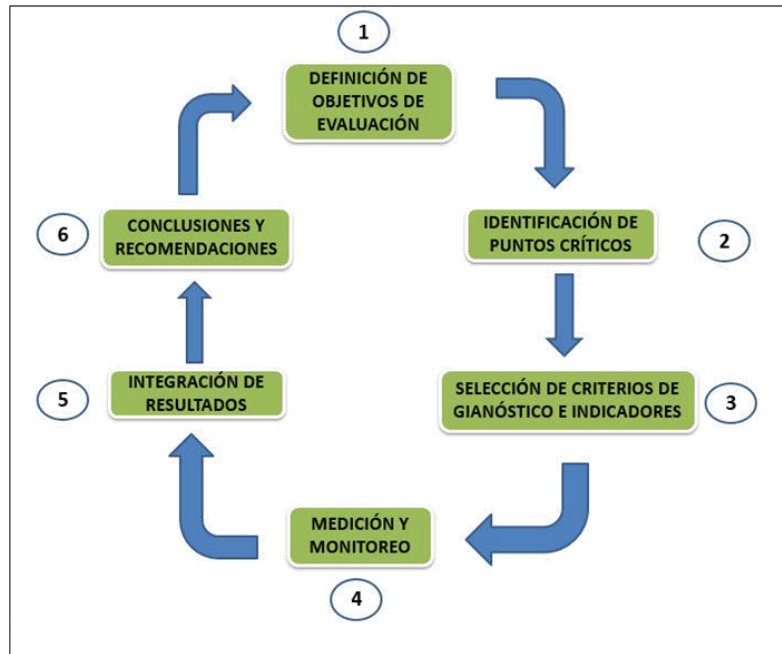 1
DEFINICIÓN DE
OBJETIVOS DE
EVALUACIÓN
IDENTIFICACIÓN DE
PUNTOS CRÍTICOS
2
SELECCIÓN DE CRITERIOS DE
GIANÓSTICO E INDICADORES
3
MEDICIÓN Y
MONITOREO
4
INTEGRACIÓN DE
RESULTADOS
5
CONCLUSIONES Y
RECOMENDACIONES
6